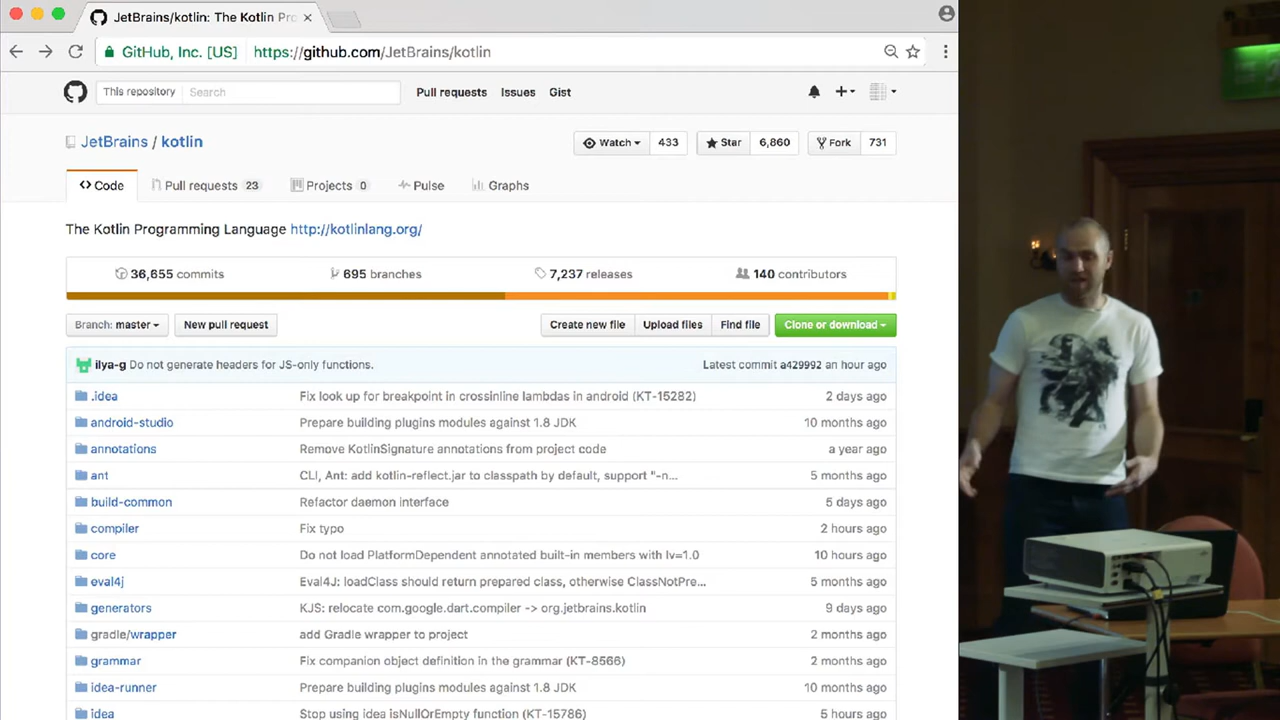 JetBrains/kotlin: The Kotlin Pro
GitHub, Inc. [US] https://github.com/JetBrains/kotlin
This repository Search Pull requests Issues Gist
JetBrains / kotlin Watch 433 Star 6,860 Fork 731
Code Pull requests 23 Projects 0 Pulse Graphs
The Kotlin Programming Language http://kotlinlang.org/
36,655 commits 695 branches 7,237 releases 140 contributors
Branch: master New pull request Create new file Upload files Find file Clone or download
ilya-g Do not generate headers for JS-only functions. Latest commit a429992 an hour ago
.idea Fix look up for breakpoint in crossinline lambdas in android (KT-15282) 2 days ago
android-studio Prepare building plugins modules against 1.8 JDK 10 months ago
annotations Remove KotlinSignature annotations from project code a year ago
ant CLI, Ant: add kotlin-reflect.jar to classpath by default, support "-n... 5 months ago
build-common Refactor daemon interface 5 days ago
compiler Fix typo 2 hours ago
core Do not load PlatformDependent annotated built-in members with lv=1.0 10 hours ago
eval4j Eval4J: loadClass should return prepared class, otherwise ClassNotPre... 5 months ago
generators KJS: relocate com.google.dart.compiler -> org.jetbrains.kotlin 9 days ago
gradle/wrapper add Gradle wrapper to project 2 months ago
grammar Fix companion object definition in the grammar (KT-8566) 2 months ago
idea-runner Prepare building plugins modules against 1.8 JDK 10 months ago
idea Stop using idea isNullOrEmpty function (KT-15786) 5 hours ago